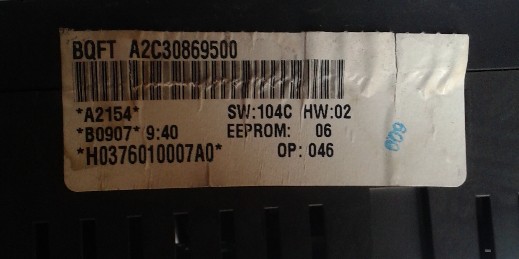 BQFT A2C30869500
*A2154* SW:104C HW:02
*B0907* 9:40 EEPROM: 06
*H0376010007A0* OP: 046